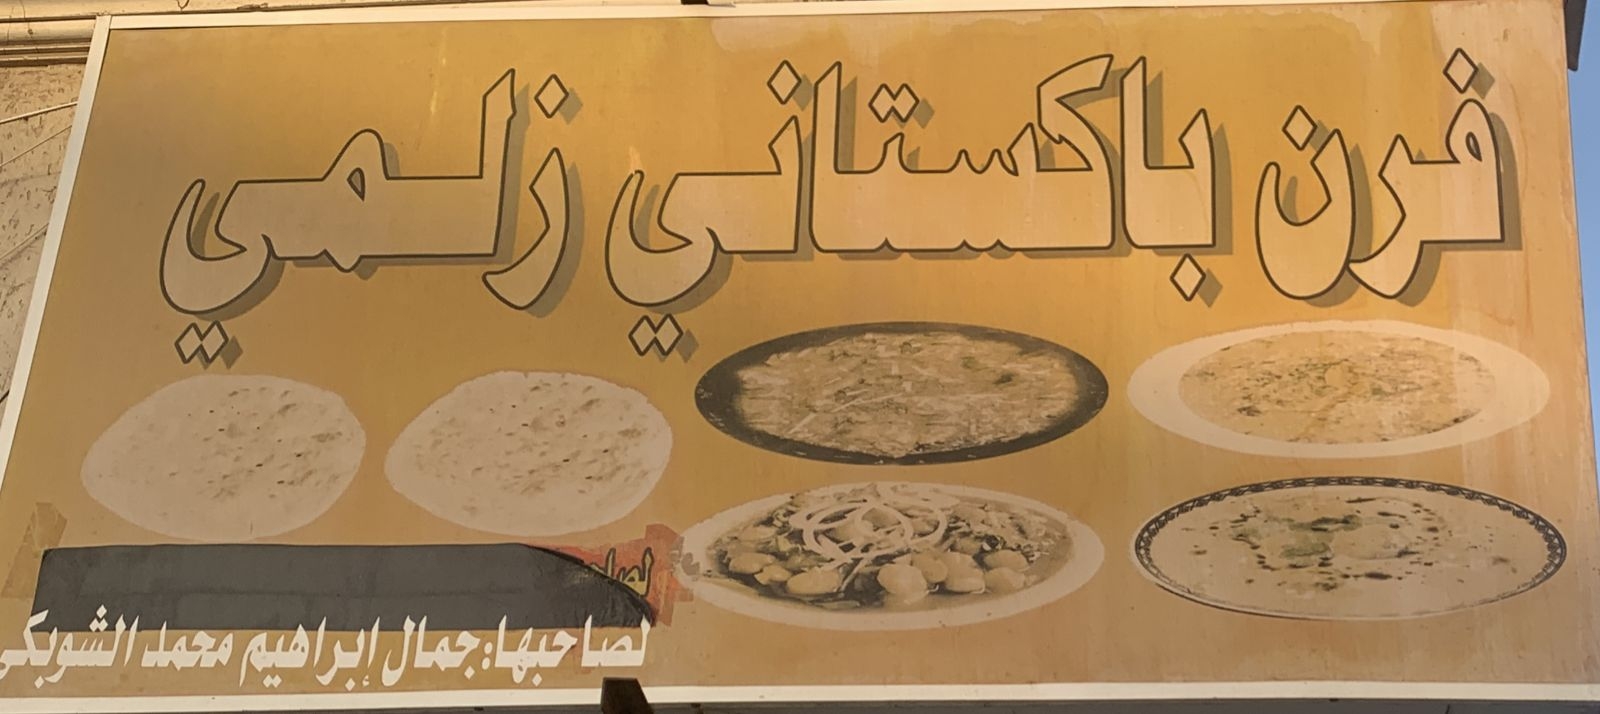 فرن باكستاني زلمي
لصاحبها:جمال إبراهيم محمد الشوبكي